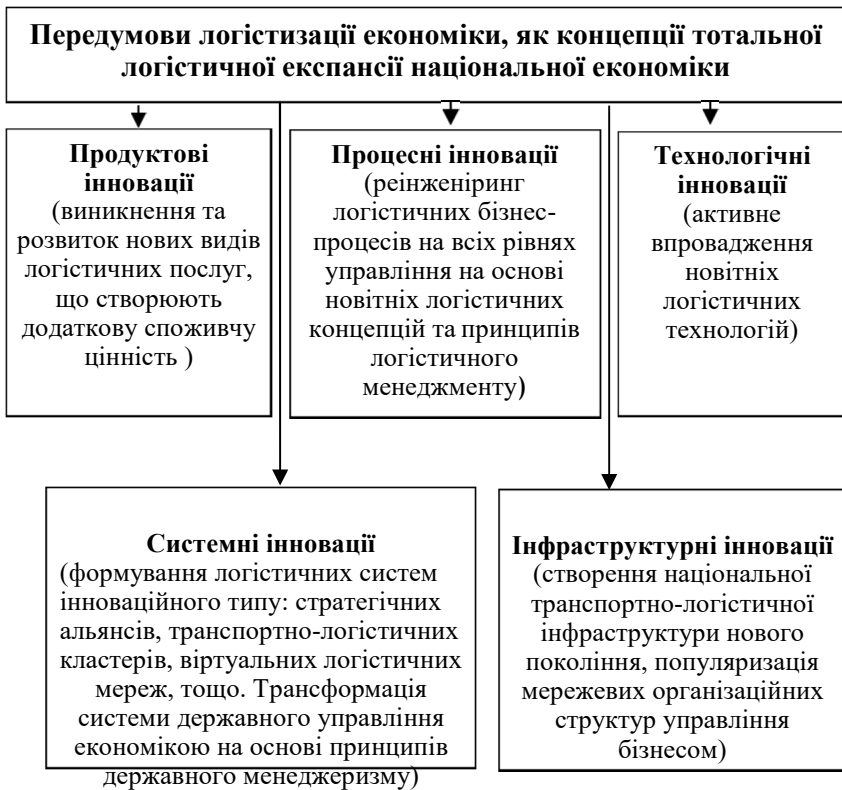 Передумови логістизації економіки, як концепції тотальної
логістичної експансії національної економіки
Продуктові
інновації
(виникнення та
розвиток нових видів
логістичних послуг,
що створюють
додаткову споживчу
цінність )
Процесні інновації
(реінженіринг
логістичних бізнес-
процесів на всіх рівнях
управління на основі
новітніх логістичних
концепцій та принципів
логістичного
менеджменту)
Технологічні
інновації
(активне
впровадження
новітніх
логістичних
технологій)
Системні інновації
(формування логістичних систем
інноваційного типу: стратегічних
альянсів, транспортно-логістичних
кластерів, віртуальних логістичних
мереж, тощо. Трансформація
системи державного управління
економікою на основі принципів
державного менеджеризму)
Інфраструктурні інновації
(створення національної
транспортно-логістичної
інфраструктури нового
покоління, популяризація
мережевих організаційних
структур управління
бізнесом)